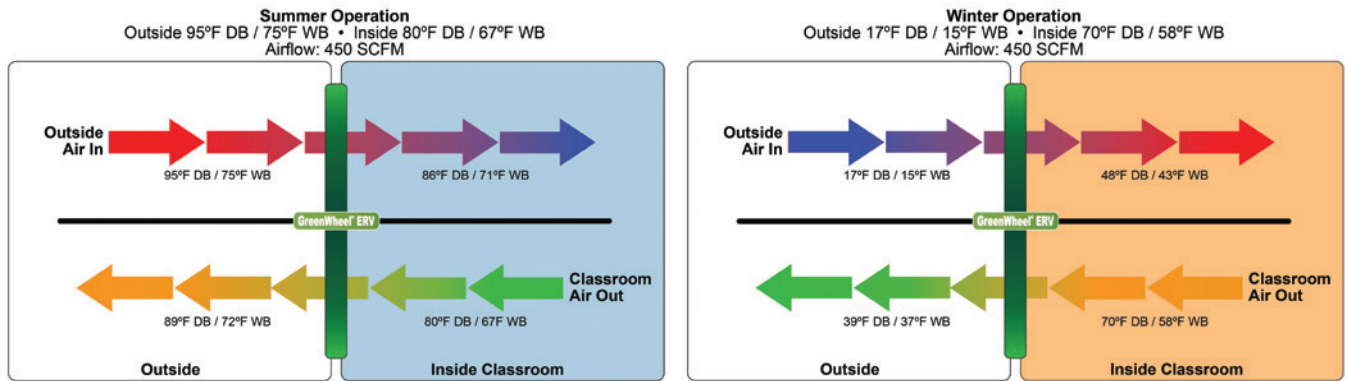 Summer Operation
Outside 95ºF DB / 75ºF WB • Inside 80ºF DB / 67ºF WB
Airflow: 450 SCFM
Outside
Air In
95ºF DB / 75ºF WB
86ºF DB / 71ºF WB
GreenWheel® ERV
Classroom
Air Out
89ºF DB / 72ºF WB
80ºF DB / 67F WB
Outside
Inside Classroom
Winter Operation
Outside 17ºF DB / 15ºF WB • Inside 70ºF DB / 58ºF WB
Airflow: 450 SCFM
Outside
Air In
17ºF DB / 15ºF WB
48ºF DB / 43ºF WB
GreenWheel® ERV
Classroom
Air Out
39ºF DB / 37ºF WB
70ºF DB / 58ºF WB
Outside
Inside Classroom